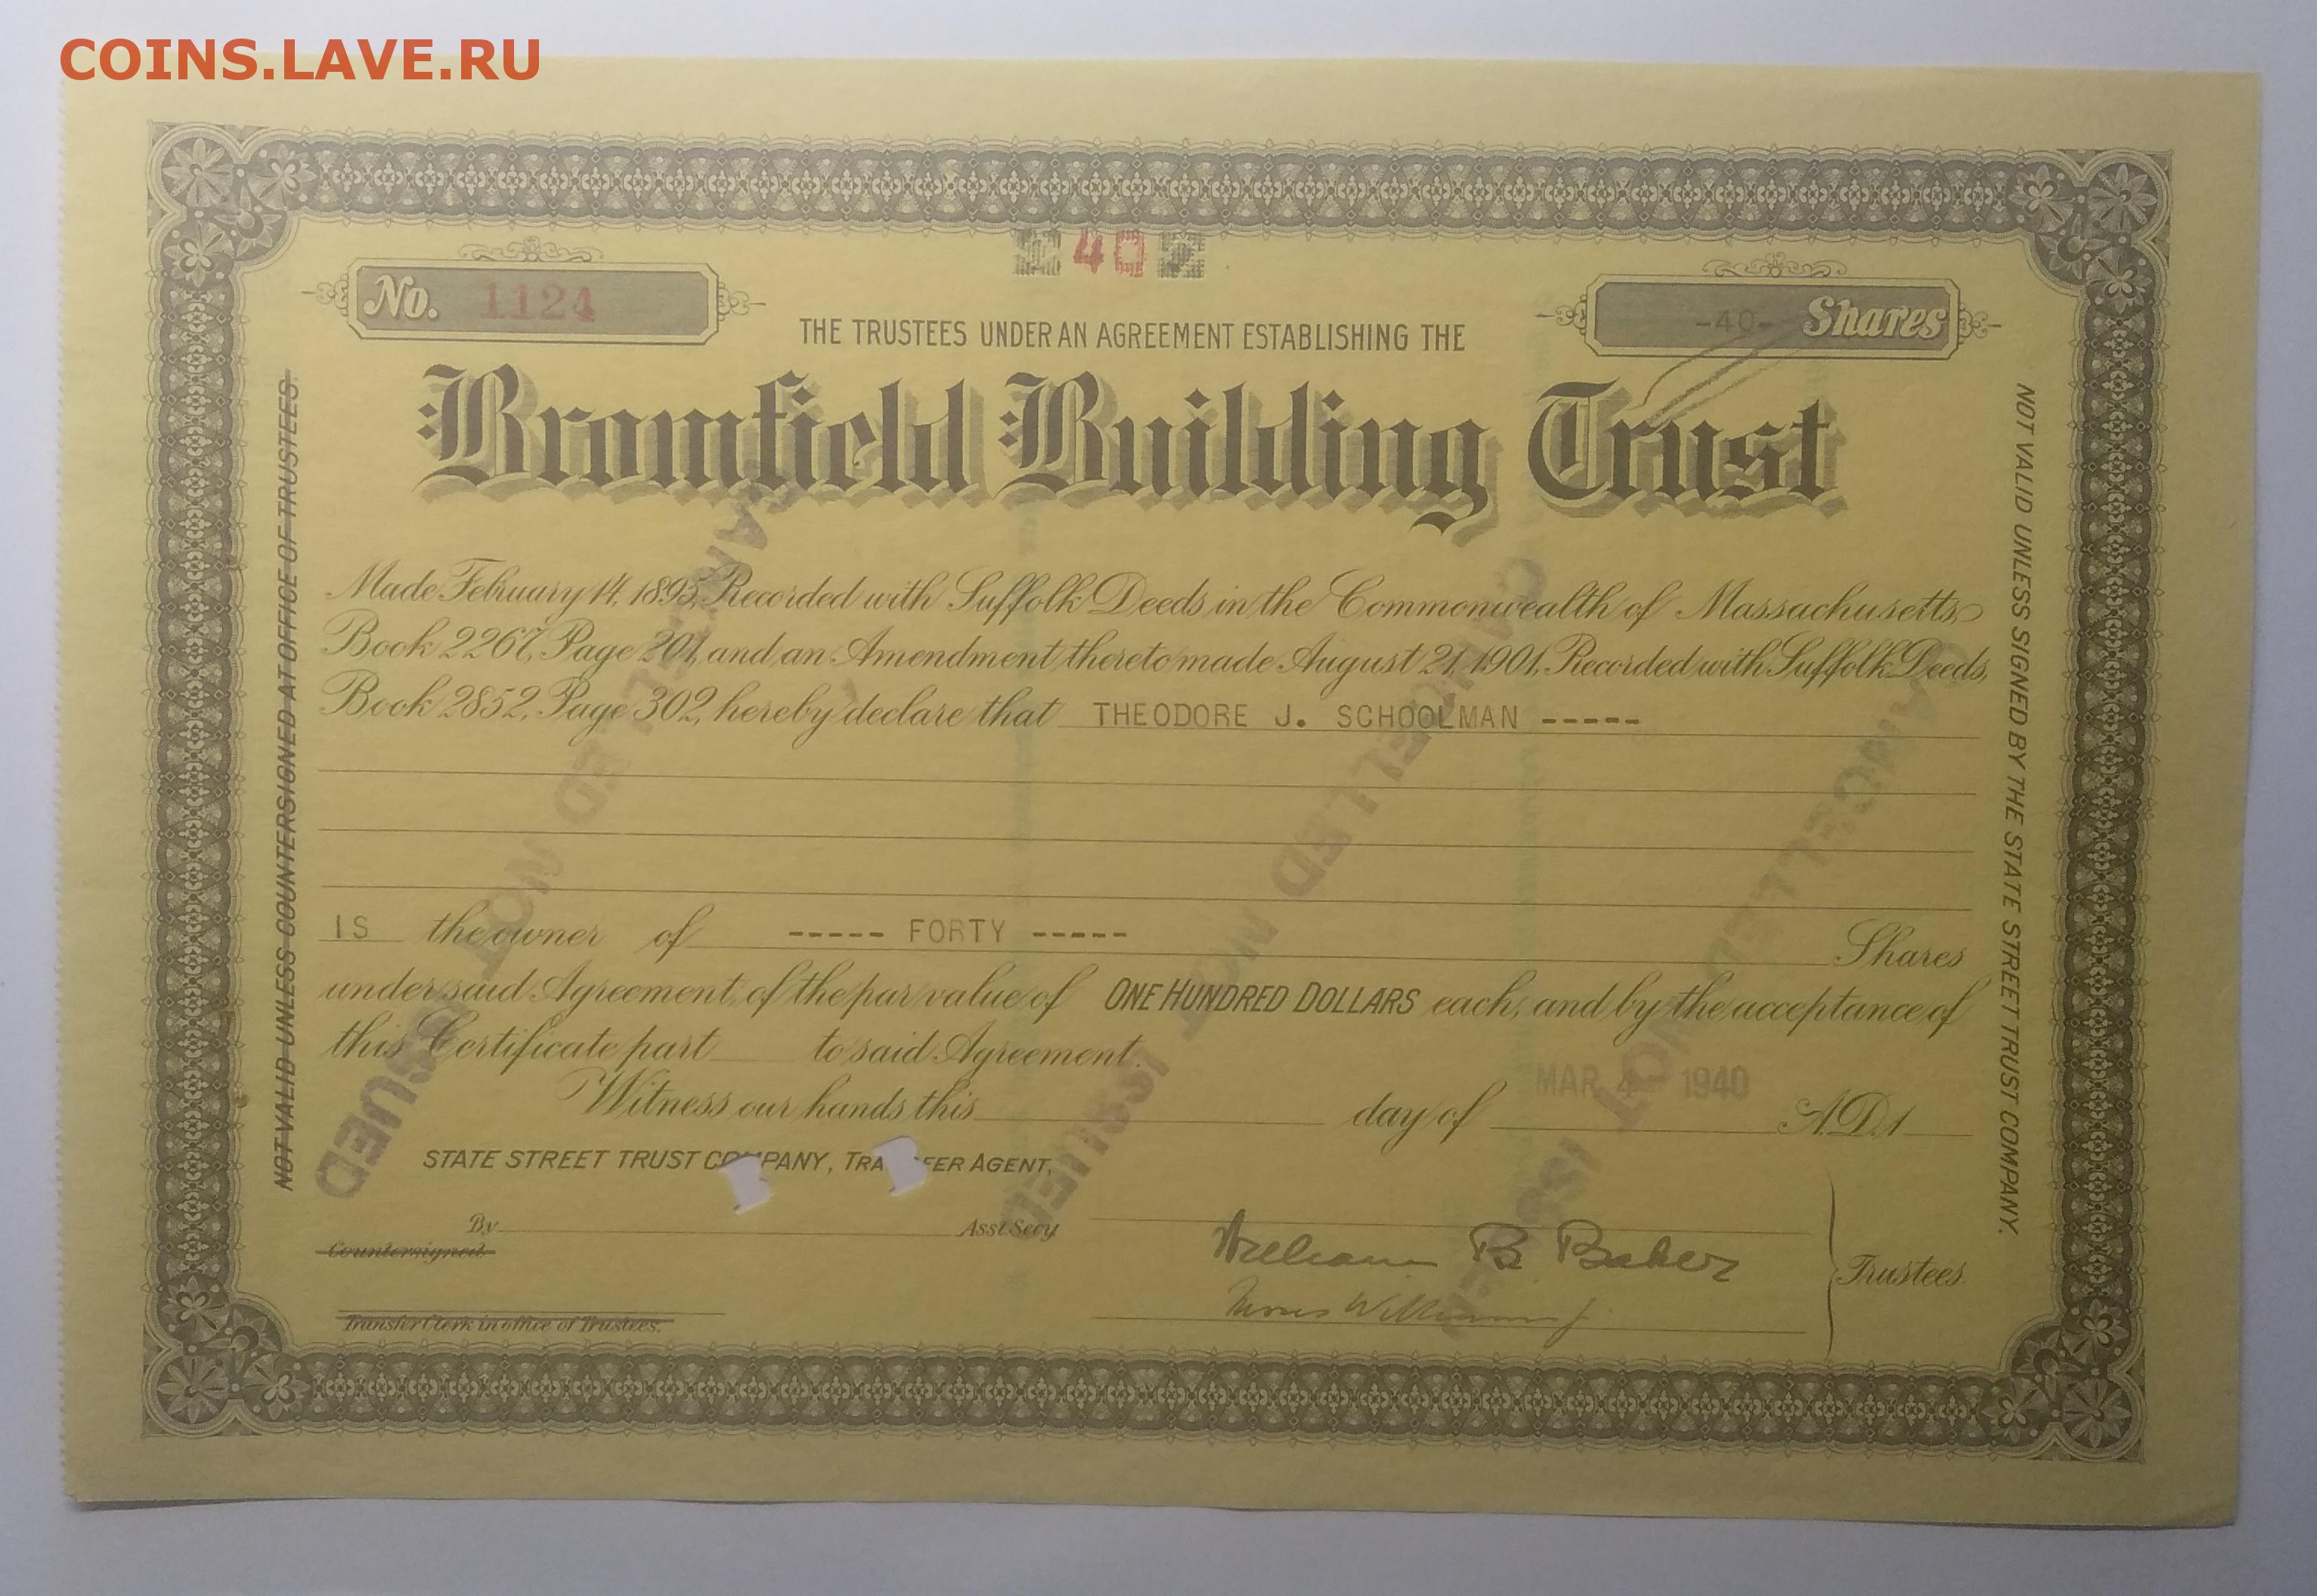 COINS.LAVE.RU
40
No. 1124
-40- Shares
THE TRUSTEES UNDER AN AGREEMENT ESTABLISHING THE
Bromfield Building Trust
Made February 14, 1895, Recorded with Suffolk Deeds in the Commonwealth of Massachusetts,
Book 2267, Page 201, and an Amendment thereto made August 21, 1901, Recorded with Suffolk Deeds,
Book 2852, Page 302, hereby declare that THEODORE J. SCHOOLMAN -----
IS the owner of ----- FORTY ----- Shares
under said Agreement, of the par value of ONE HUNDRED DOLLARS each, and by the acceptance of
this Certificate part to said Agreement.
MAR 4 - 1940
Witness our hands this day of A.D. 1
STATE STREET TRUST COMPANY, TRANSFER AGENT,
By Asst. Secy
Countersigned
William B Baker
Trustees.
Transfer Clerk in office of Trustees.
NOT VALID UNLESS COUNTERSIGNED AT OFFICE OF TRUSTEES.
NOT VALID UNLESS SIGNED BY THE STATE STREET TRUST COMPANY.
CANCELLED NOT ISSUED
CANCELLED NOT ISSUED
CANCELLED NOT ISSUED